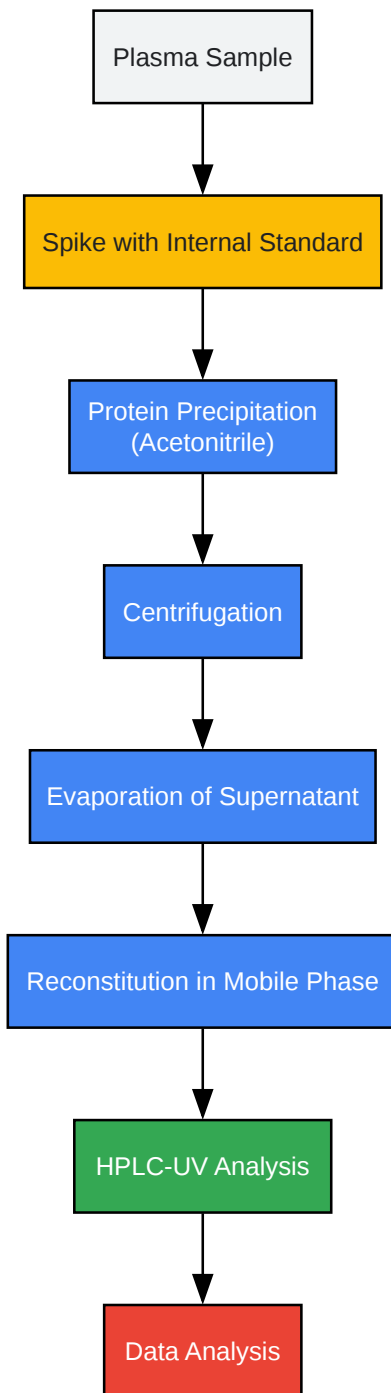 Plasma Sample
Spike with Internal Standard
Protein Precipitation
(Acetonitrile)
Centrifugation
Evaporation of Supernatant
Reconstitution in Mobile Phase
HPLC-UV Analysis
Data Analysis